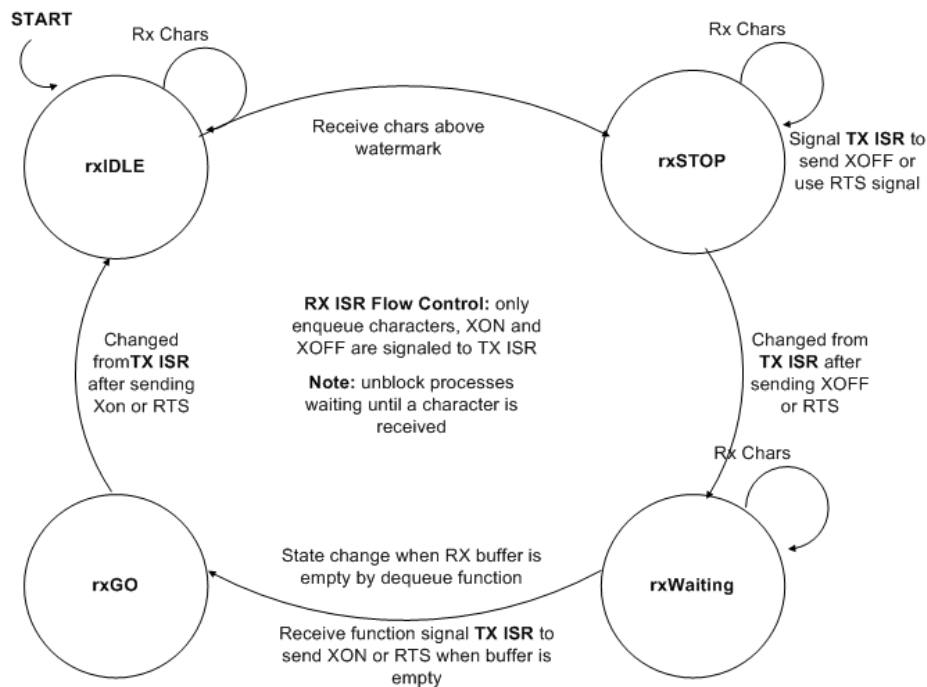 START
Rx Chars
Rx Chars
Receive chars above
watermark
rxIDLE
rxSTOP
Signal TX ISR to
send XOFF or
use RTS signal
RX ISR Flow Control: only
enqueue characters, XON and
XOFF are signaled to TX ISR
Note: unblock processes
waiting until a character is
received
Changed
fromTX ISR
after sending
Xon or RTS
Changed from
TX ISR after
sending XOFF
or RTS
Rx Chars
State change when RX buffer is
empty by dequeue function
rxGO
rxWaiting
Receive function signal TX ISR to
send XON or RTS when buffer is
empty